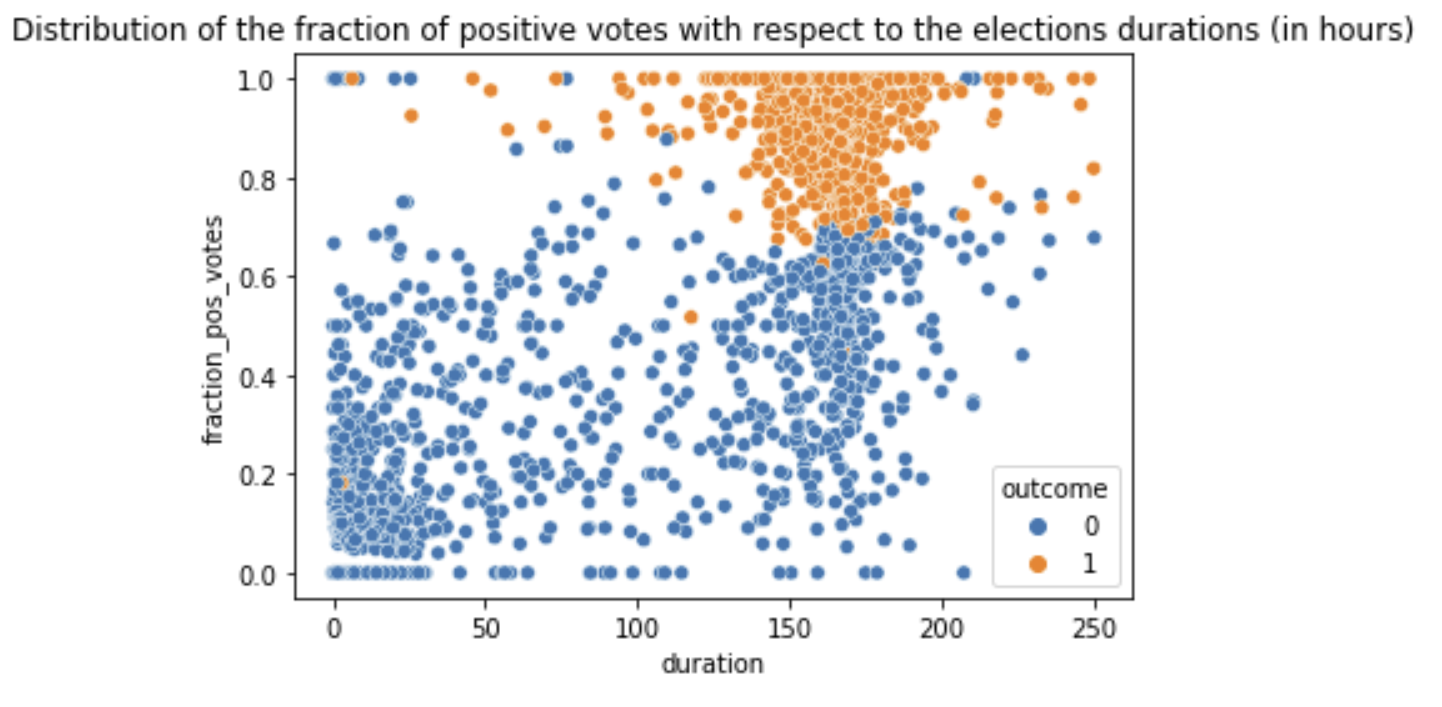 Distribution of the fraction of positive votes with respect to the elections durations (in hours)
1.0
0.8
0.6
0.4
0.2
0.0
fraction_pos_votes
outcome
0
1
0 50 100 150 200 250
duration